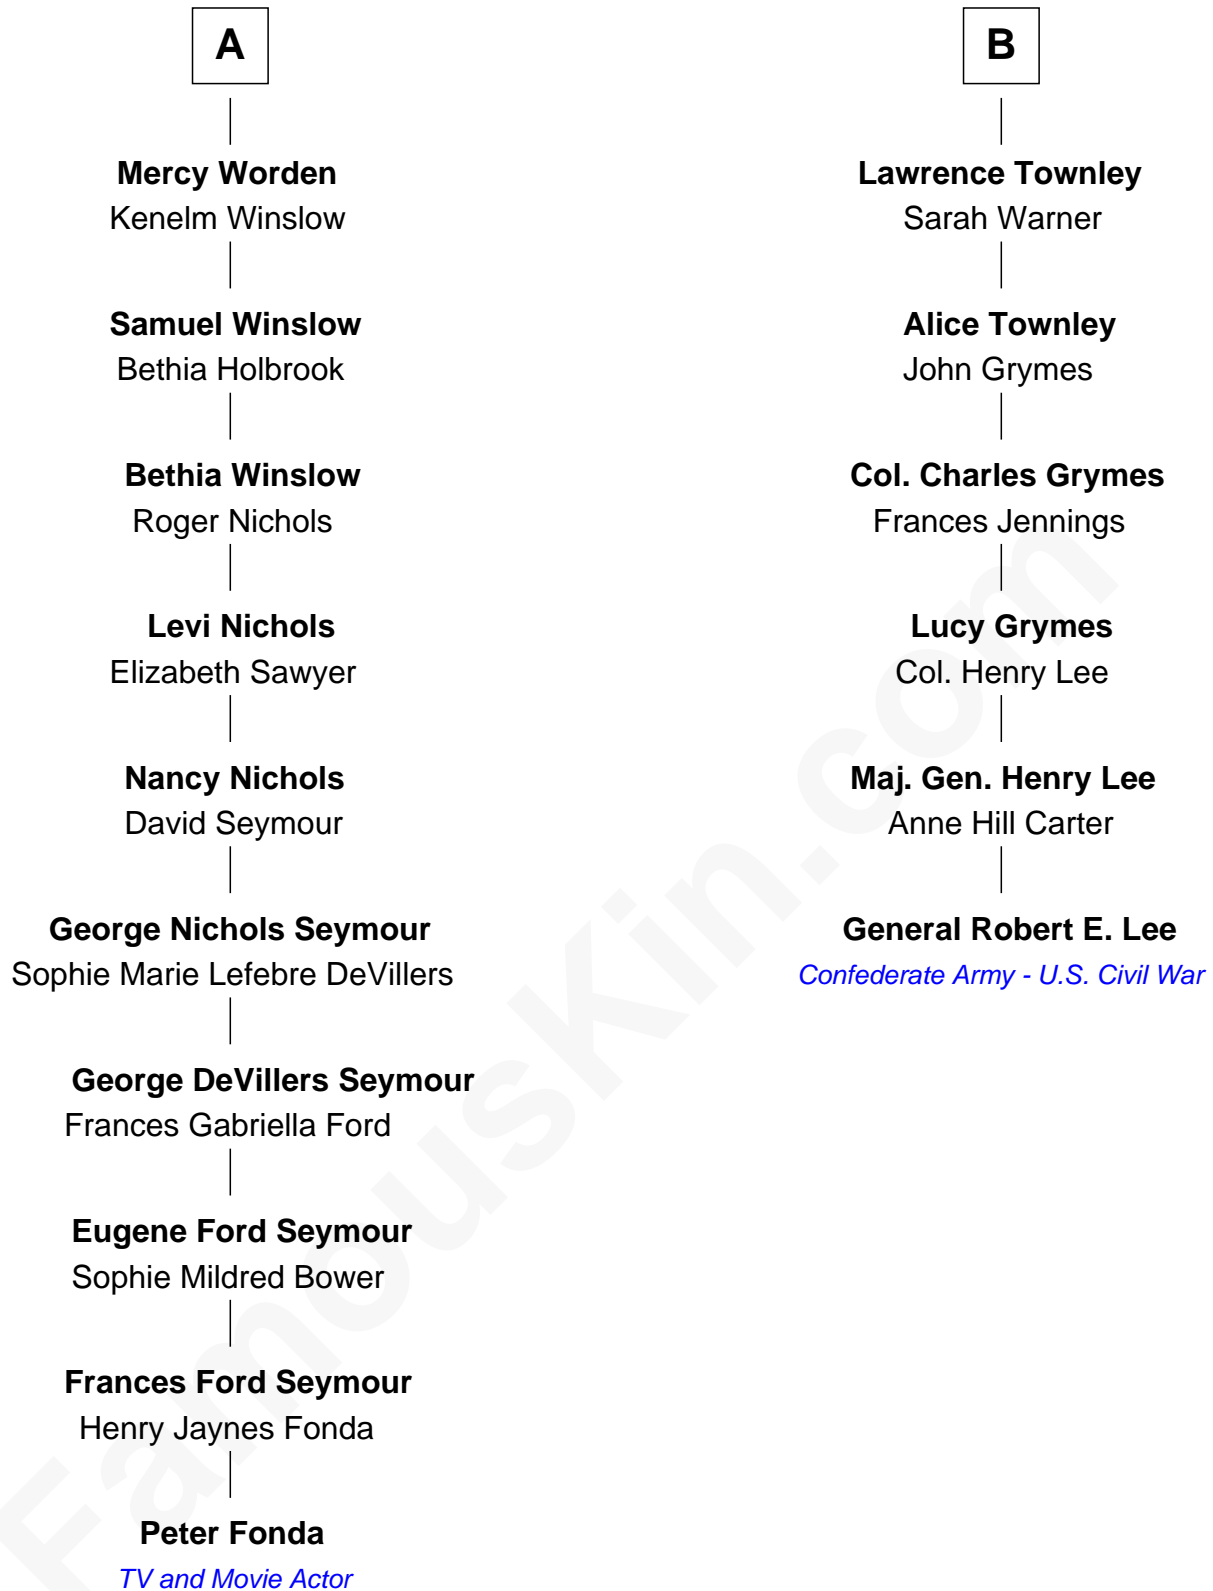 A
Mercy Worden
Kenelm Winslow
Samuel Winslow
Bethia Holbrook
Bethia Winslow
Roger Nichols
Levi Nichols
Elizabeth Sawyer
Nancy Nichols
David Seymour
George Nichols Seymour
Sophie Marie Lefebre DeVillers
George DeVillers Seymour
Frances Gabriella Ford
Eugene Ford Seymour
Sophie Mildred Bower
Frances Ford Seymour
Henry Jaynes Fonda
Peter Fonda
TV and Movie Actor
B
Lawrence Townley
Sarah Warner
Alice Townley
John Grymes
Col. Charles Grymes
Frances Jennings
Lucy Grymes
Col. Henry Lee
Maj. Gen. Henry Lee
Anne Hill Carter
General Robert E. Lee
Confederate Army - U.S. Civil War
FamousKin.com